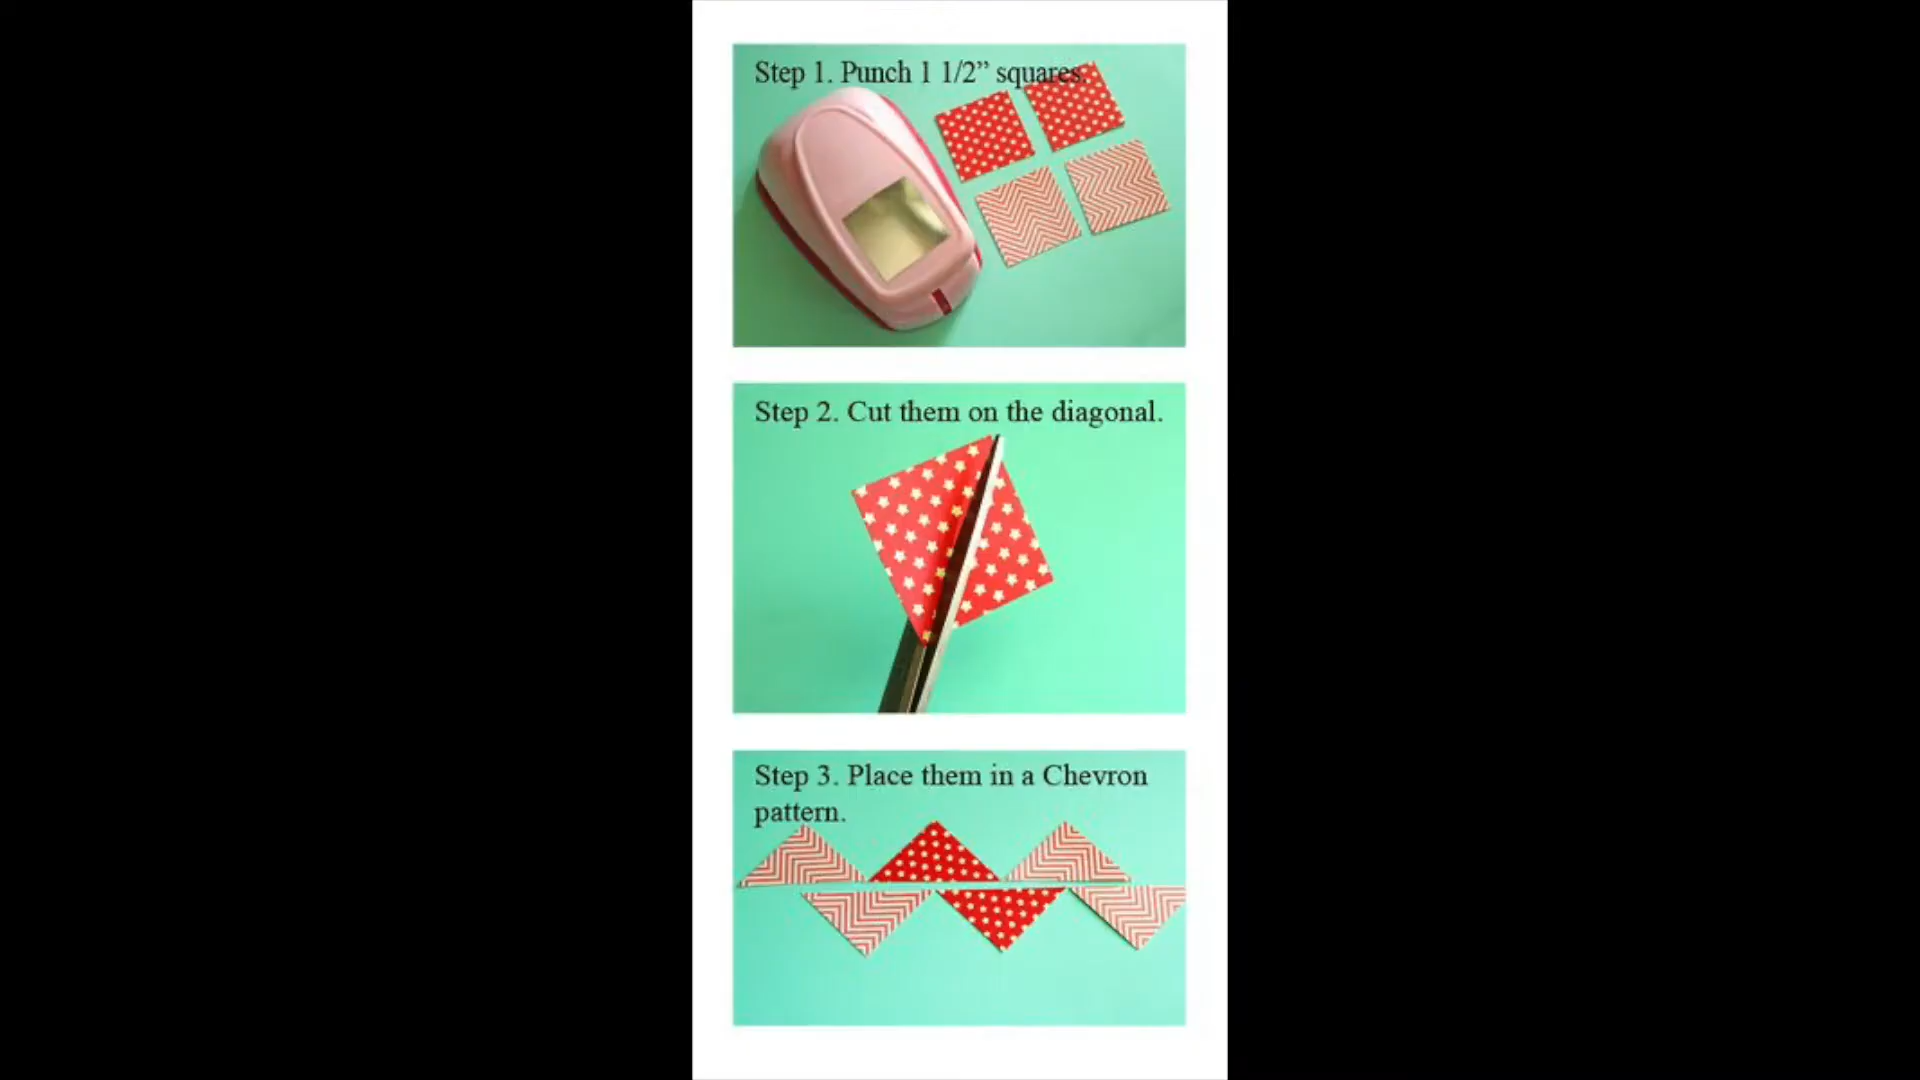 Step 1. Punch 1 1/2” squares.
Step 2. Cut them on the diagonal.
Step 3. Place them in a Chevron
pattern.